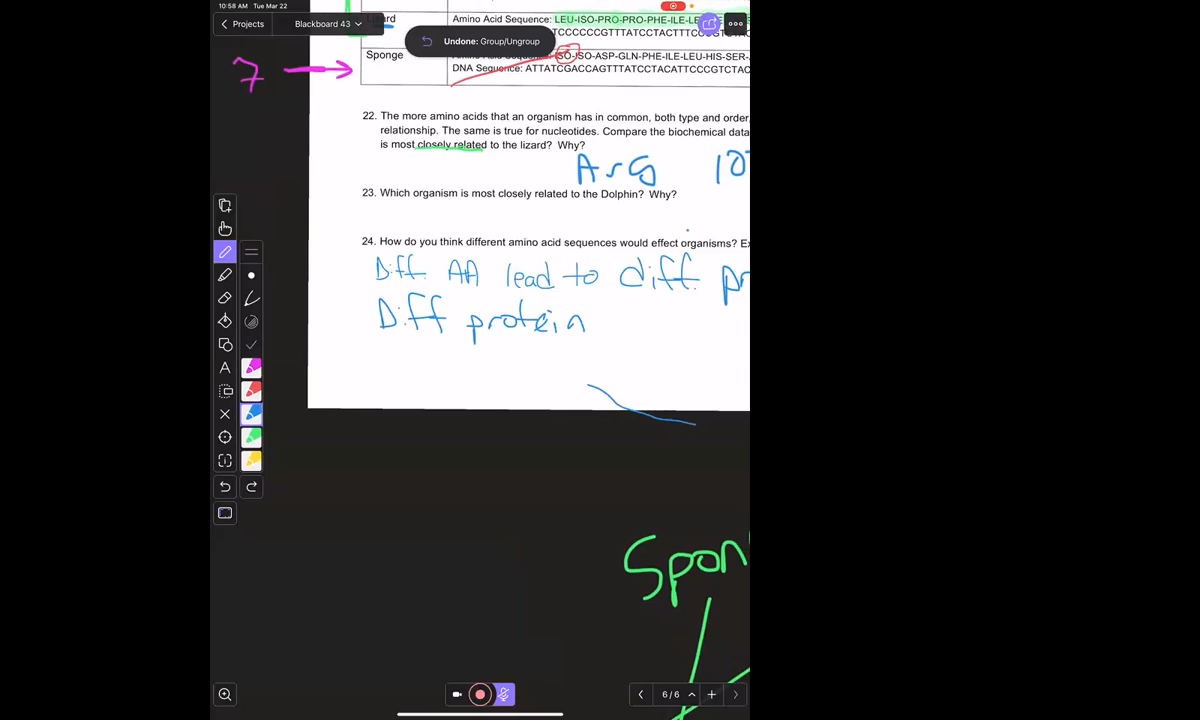 10:58 AM Tue Mar 22
Projects
Blackboard 43
Undone: Group/Ungroup
Lizard
Amino Acid Sequence: LEU-ISO-PRO-PRO-PHE-ILE-LE
TCCCCCCGTTTATCCTACTTTCC
7
Sponge
SO-ISO-ASP-GLN-PHE-ILE-LEU-HIS-SER-
DNA Sequence: ATTATCGACCAGTTTATCCTACATTCCCGTCTAC
22. The more amino acids that an organism has in common, both type and order,
relationship. The same is true for nucleotides. Compare the biochemical data
is most closely related to the lizard? Why?
10
23. Which organism is most closely related to the Dolphin? Why?
24. How do you think different amino acid sequences would effect organisms?
Diff. AA lead to diff. pr
Diff protein
A
Spon
6/6